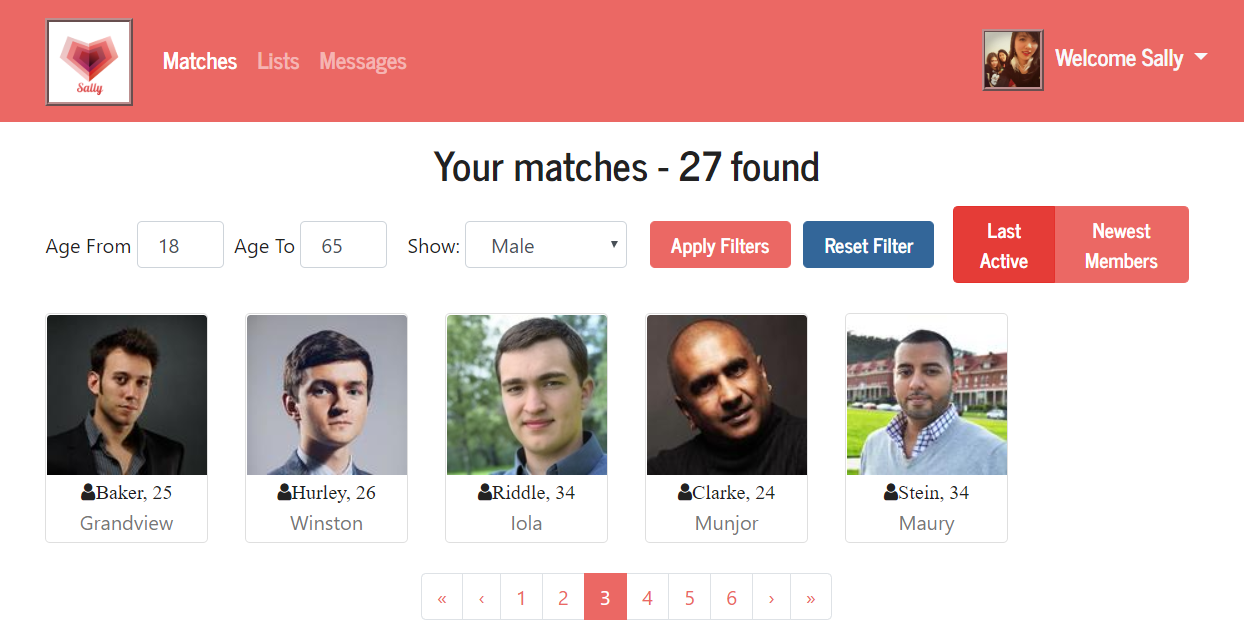 Sally
Matches Lists Messages
Welcome Sally
Your matches - 27 found
Age From 18 Age To 65 Show: Male Apply Filters Reset Filter
Last Active
Newest Members
Baker, 25
Grandview
Hurley, 26
Winston
Riddle, 34
Iola
Clarke, 24
Munjor
Stein, 34
Maury
« ‹ 1 2 3 4 5 6 › »